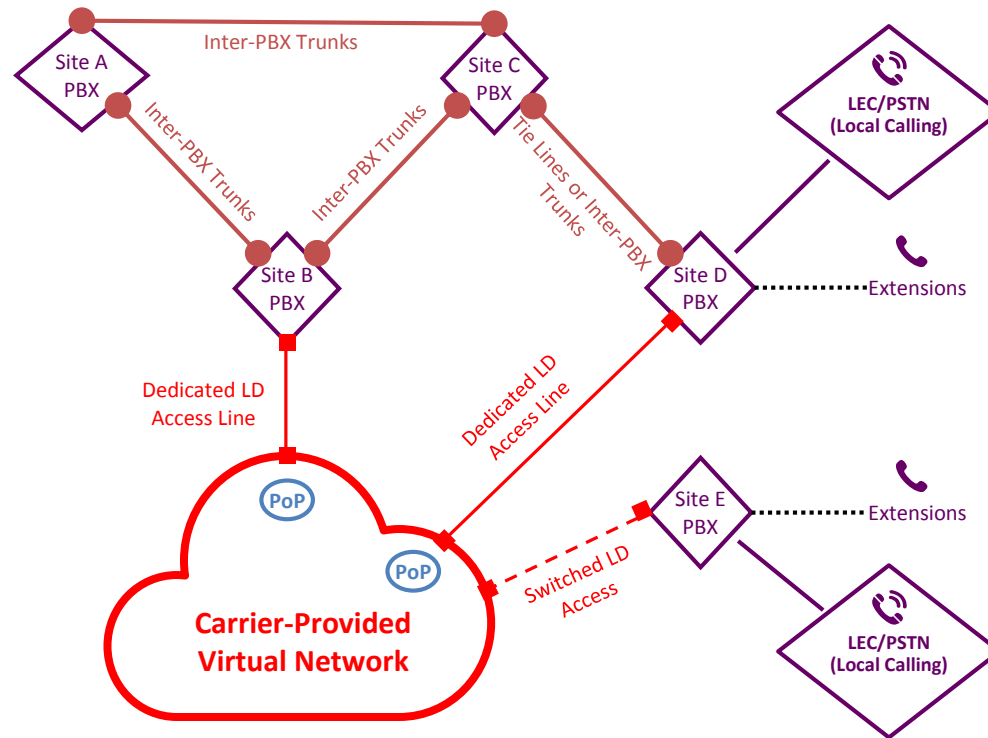 Inter-PBX Trunks
Site A
PBX
Site C
PBX
LEC/PSTN
(Local Calling)
Inter-PBX Trunks
Inter-PBX Trunks
Tie Lines or Inter-PBX
Trunks
Site B
PBX
Site D
PBX
Extensions
Dedicated LD
Access Line
Dedicated LD
Access Line
PoP
PoP
Site E
PBX
Extensions
Switched LD
Access
Carrier-Provided
Virtual Network
LEC/PSTN
(Local Calling)